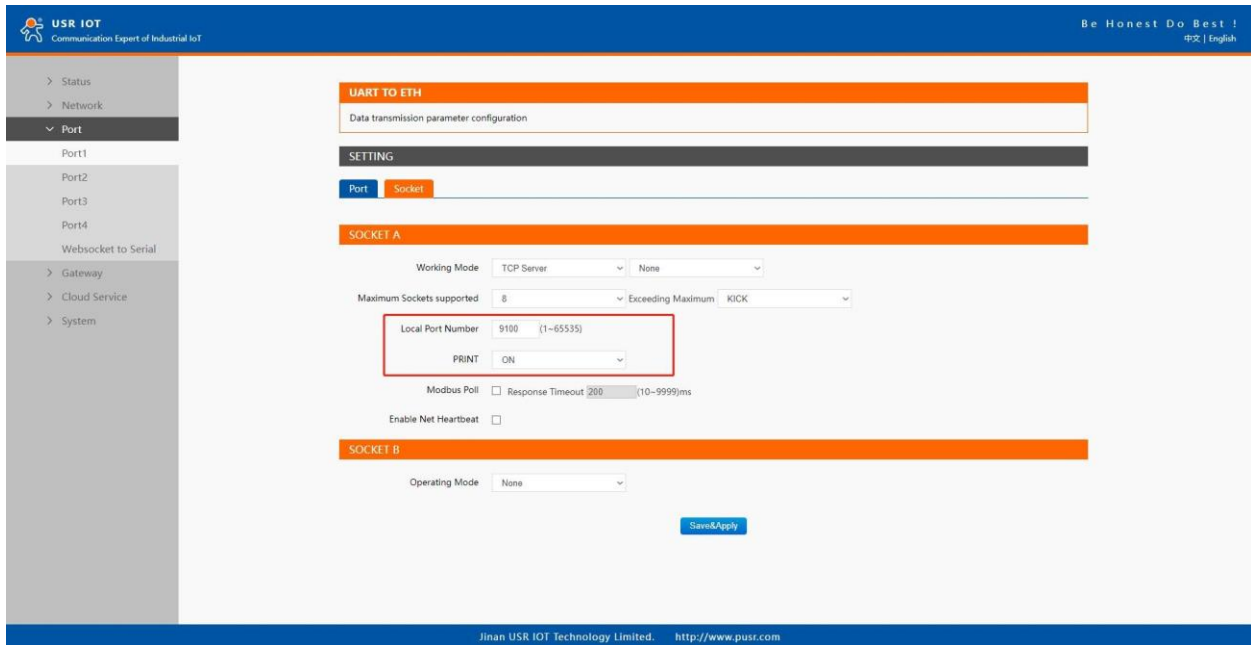 USR IOT
Communication Expert of Industrial IoT
Be Honest Do Best !
中文 | English
Status
Network
Port
Port1
Port2
Port3
Port4
Websocket to Serial
Gateway
Cloud Service
System
UART TO ETH
Data transmission parameter configuration
SETTING
Port Socket
SOCKET A
Working Mode TCP Server None
Maximum Sockets supported 8 Exceeding Maximum KICK
Local Port Number 9100 (1~65535)
PRINT ON
Modbus Poll Response Timeout 200 (10~9999)ms
Enable Net Heartbeat
SOCKET B
Operating Mode None
Save&Apply
Jinan USR IOT Technology Limited. http://www.pusr.com